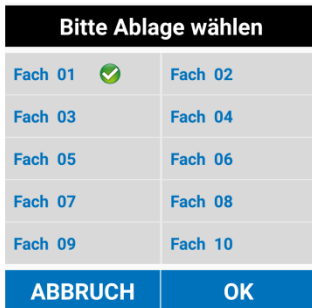 Bitte Ablage wählen
Fach 01 Fach 02
Fach 03 Fach 04
Fach 05 Fach 06
Fach 07 Fach 08
Fach 09 Fach 10
ABBRUCH OK